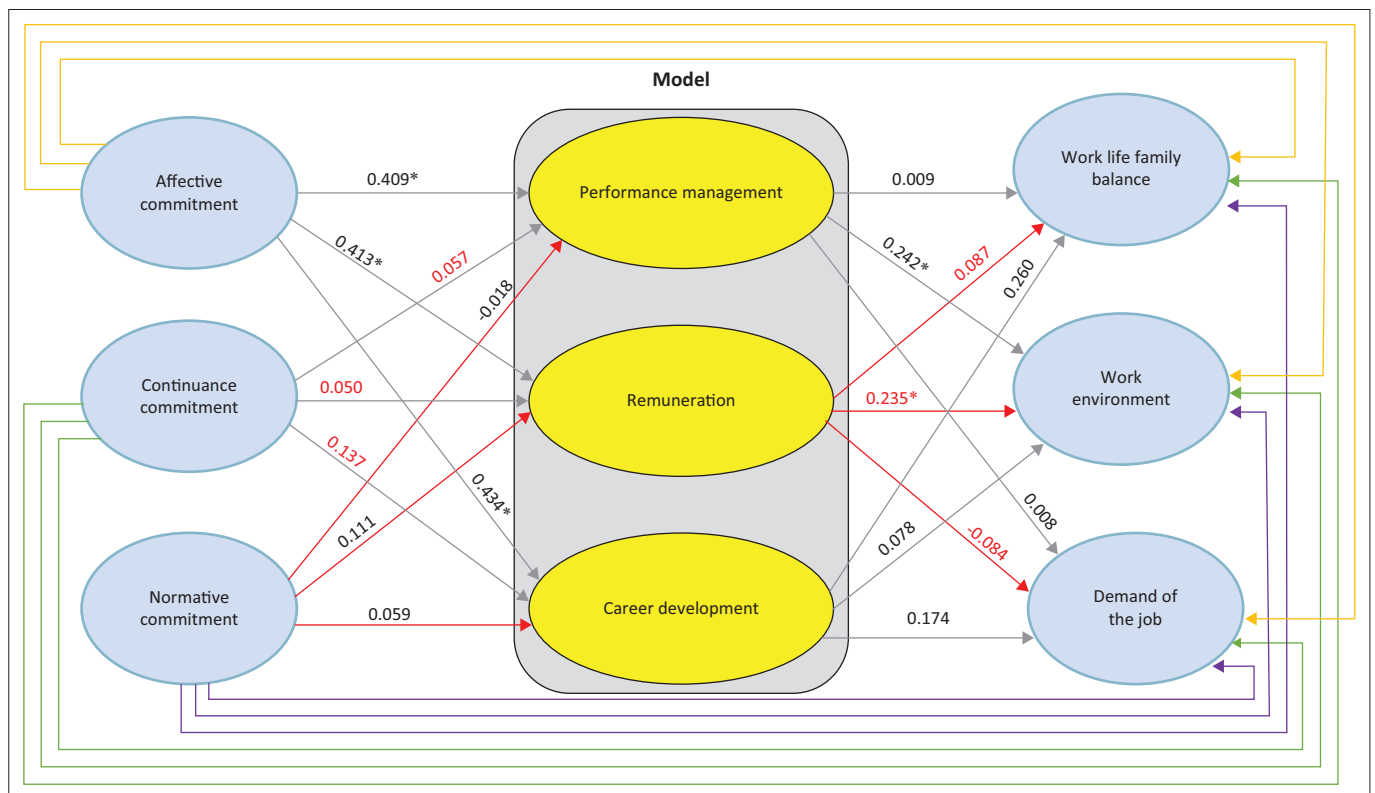 Model
Affective
commitment
Performance management
Work life family
balance
0.409*
0.009
0.413*
0.057
-0.018
0.242*
0.087
0.260
Continuance
commitment
Remuneration
Work
environment
0.050
0.235*
0.137
0.434*
0.111
0.078
0.008
-0.084
Normative
commitment
Career development
Demand of
the job
0.059
0.174